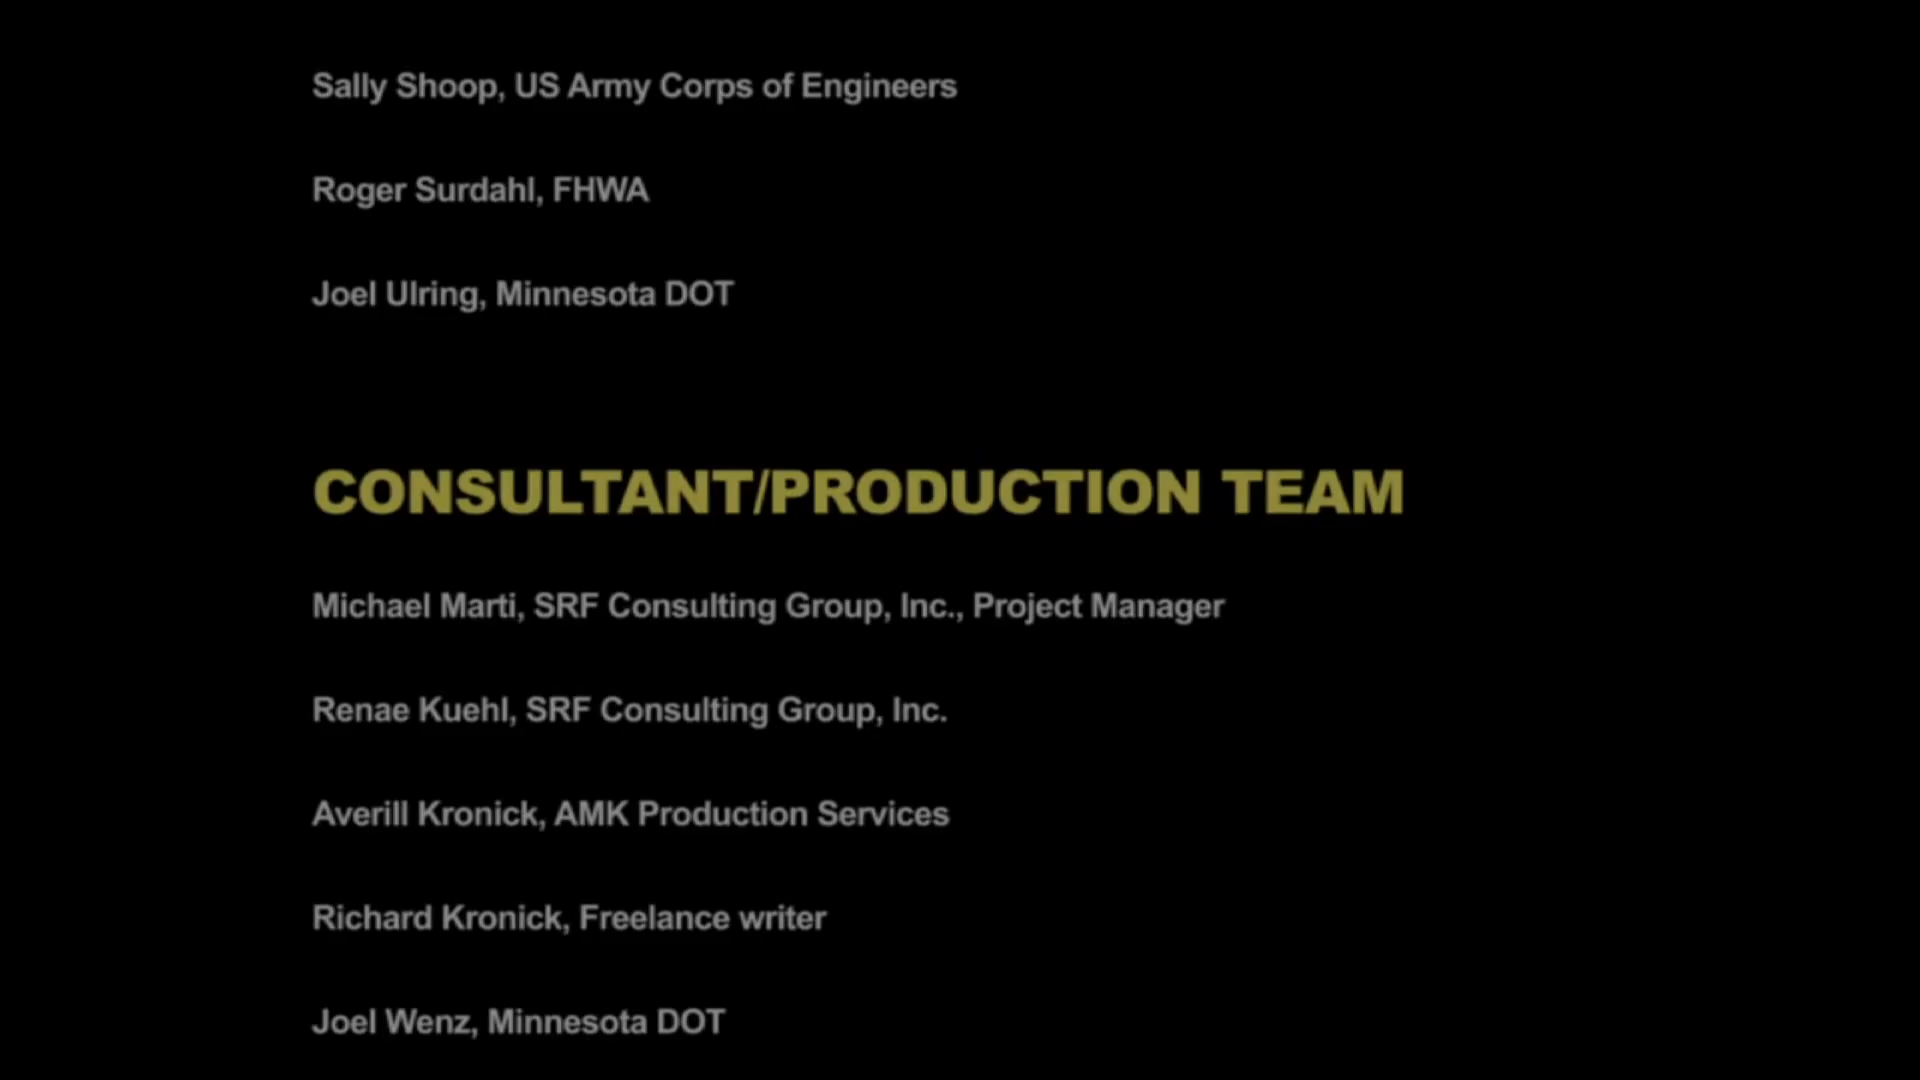 Sally Shoop, US Army Corps of Engineers
Roger Surdahl, FHWA
Joel Ulring, Minnesota DOT
CONSULTANT/PRODUCTION TEAM
Michael Marti, SRF Consulting Group, Inc., Project Manager
Renae Kuehl, SRF Consulting Group, Inc.
Averill Kronick, AMK Production Services
Richard Kronick, Freelance writer
Joel Wenz, Minnesota DOT